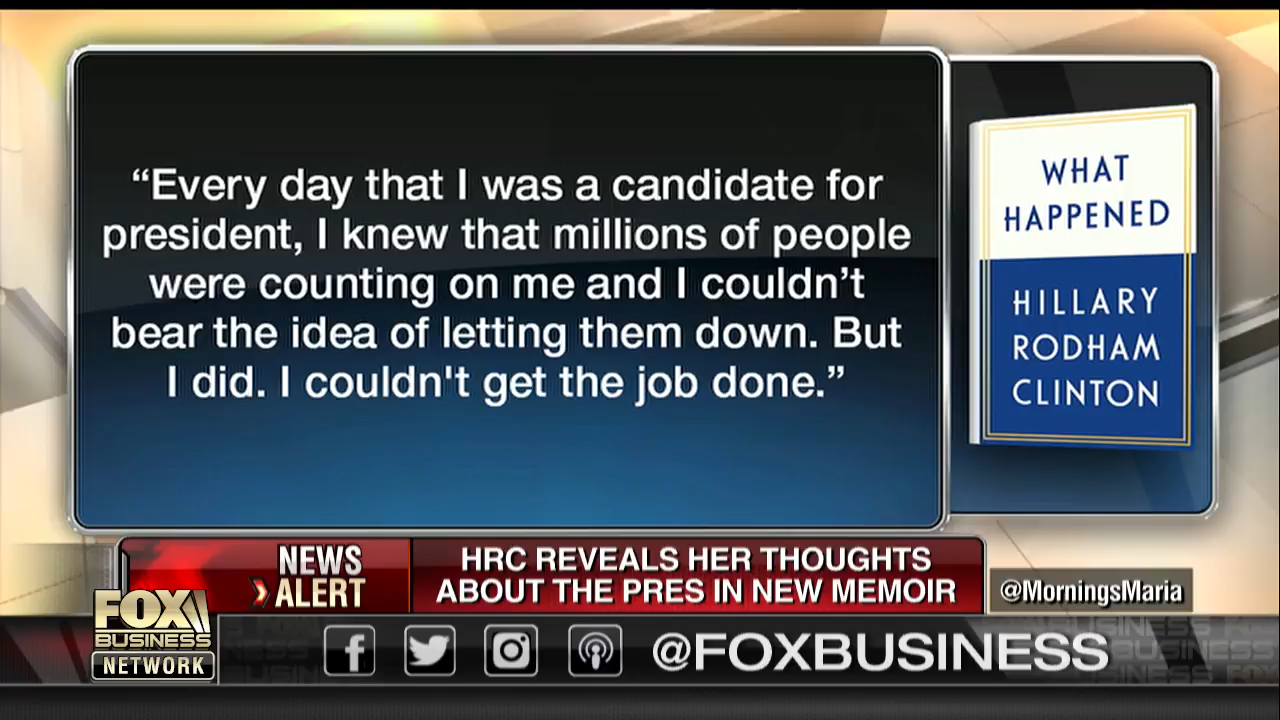 “Every day that I was a candidate for
president, I knew that millions of people
were counting on me and I couldn’t
bear the idea of letting them down. But
I did. I couldn't get the job done.”
WHAT
HAPPENED
HILLARY
RODHAM
CLINTON
NEWS
ALERT
HRC REVEALS HER THOUGHTS
ABOUT THE PRES IN NEW MEMOIR
@MorningsMaria
FOX
BUSINESS
NETWORK
@FOXBUSINESS